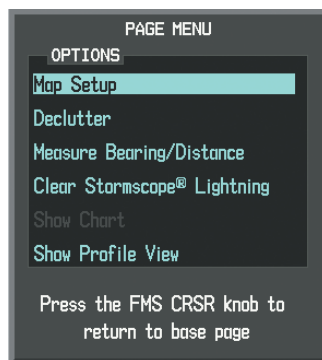 PAGE MENU
OPTIONS
Map Setup
Declutter
Measure Bearing/Distance
Clear Stormscope® Lightning
Show Chart
Show Profile View
Press the FMS CRSR knob to
return to base page